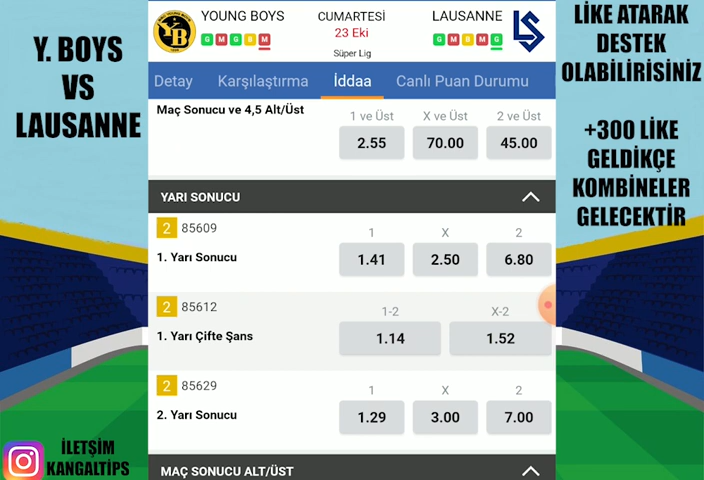 Y. BOYS
VS
LAUSANNE
İLETŞİM
KANGALTİPS
YOUNG BOYS
G M G B M
CUMARTESİ
23 Eki
Süper Lig
LAUSANNE
G M B M G
Detay Karşılaştırma İddaa Canlı Puan Durumu
Maç Sonucu ve 4,5 Alt/Üst
1 ve Üst X ve Üst 2 ve Üst
2.55 70.00 45.00
YARI SONUCU
2 85609
1. Yarı Sonucu
1 X 2
1.41 2.50 6.80
2 85612
1. Yarı Çifte Şans
1-2 X-2
1.14 1.52
2 85629
2. Yarı Sonucu
1 X 2
1.29 3.00 7.00
MAÇ SONUCU ALT/ÜST
LİKE ATARAK
DESTEK
OLABİLİRİSİNİZ
+300 LİKE
GELDİKÇE
KOMBİNELER
GELECEKTİR